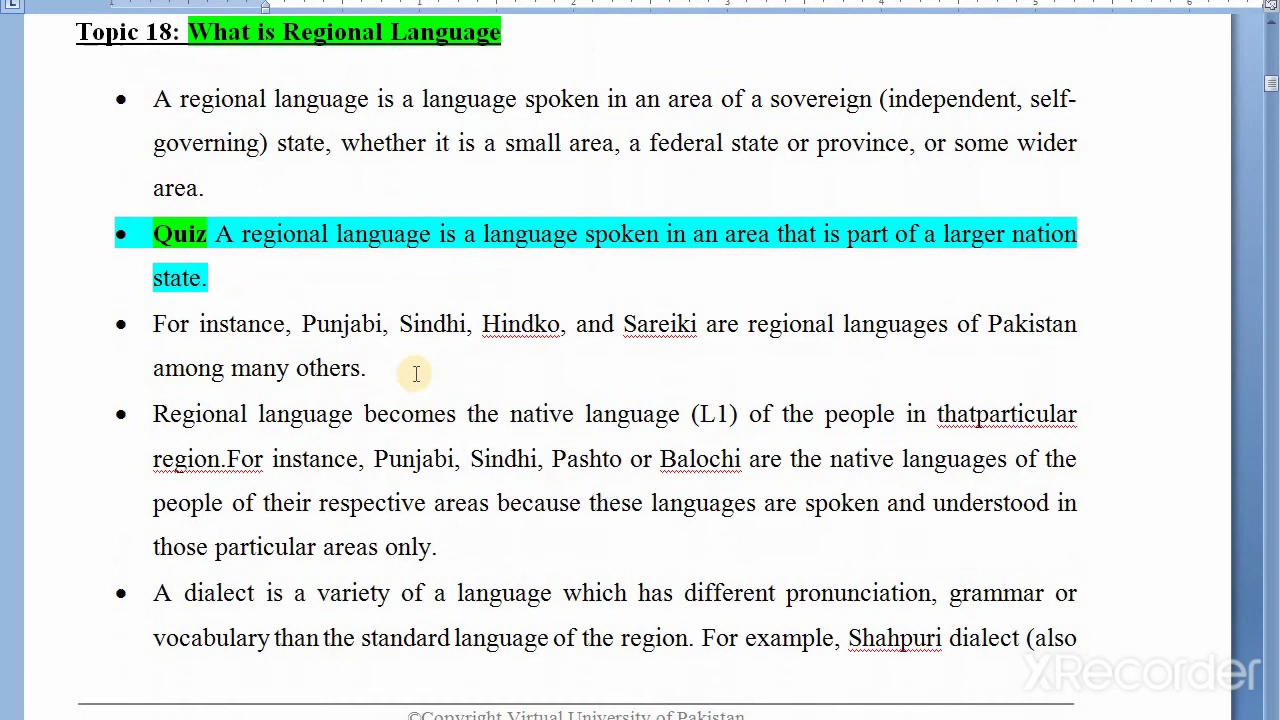 Topic 18: What is Regional Language
• A regional language is a language spoken in an area of a sovereign (independent, self-
governing) state, whether it is a small area, a federal state or province, or some wider
area.
• Quiz A regional language is a language spoken in an area that is part of a larger nation
state.
• For instance, Punjabi, Sindhi, Hindko, and Sareiki are regional languages of Pakistan
among many others.
• Regional language becomes the native language (L1) of the people in thatparticular
region.For instance, Punjabi, Sindhi, Pashto or Balochi are the native languages of the
people of their respective areas because these languages are spoken and understood in
those particular areas only.
• A dialect is a variety of a language which has different pronunciation, grammar or
vocabulary than the standard language of the region. For example, Shahpuri dialect (also
XRecorder
©Copyright Virtual University of Pakistan